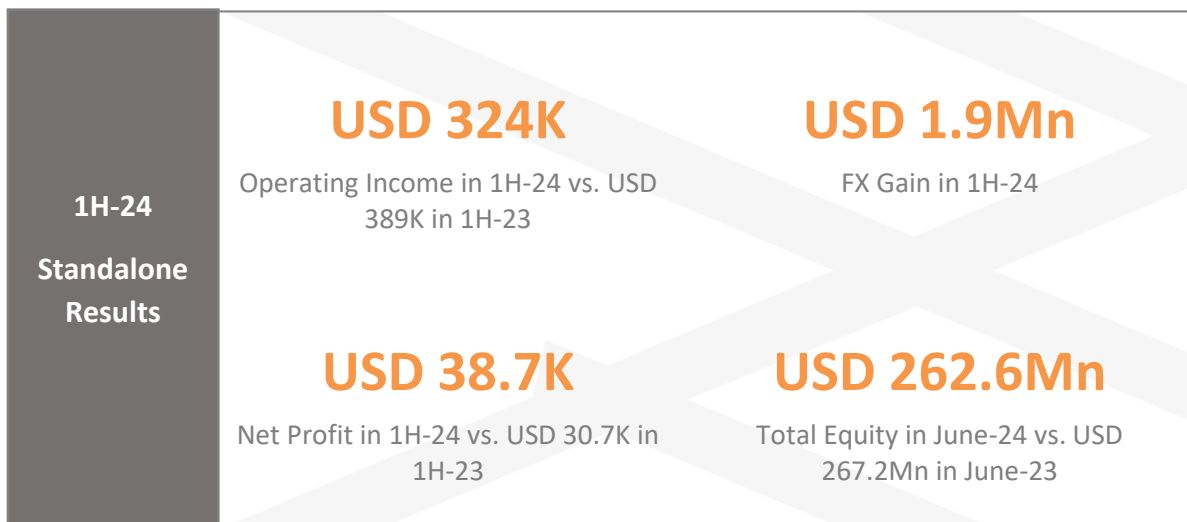 1H-24
Standalone
Results
USD 324K
Operating Income in 1H-24 vs. USD
389K in 1H-23
USD 1.9Mn
FX Gain in 1H-24
USD 38.7K
Net Profit in 1H-24 vs. USD 30.7K in
1H-23
USD 262.6Mn
Total Equity in June-24 vs. USD
267.2Mn in June-23